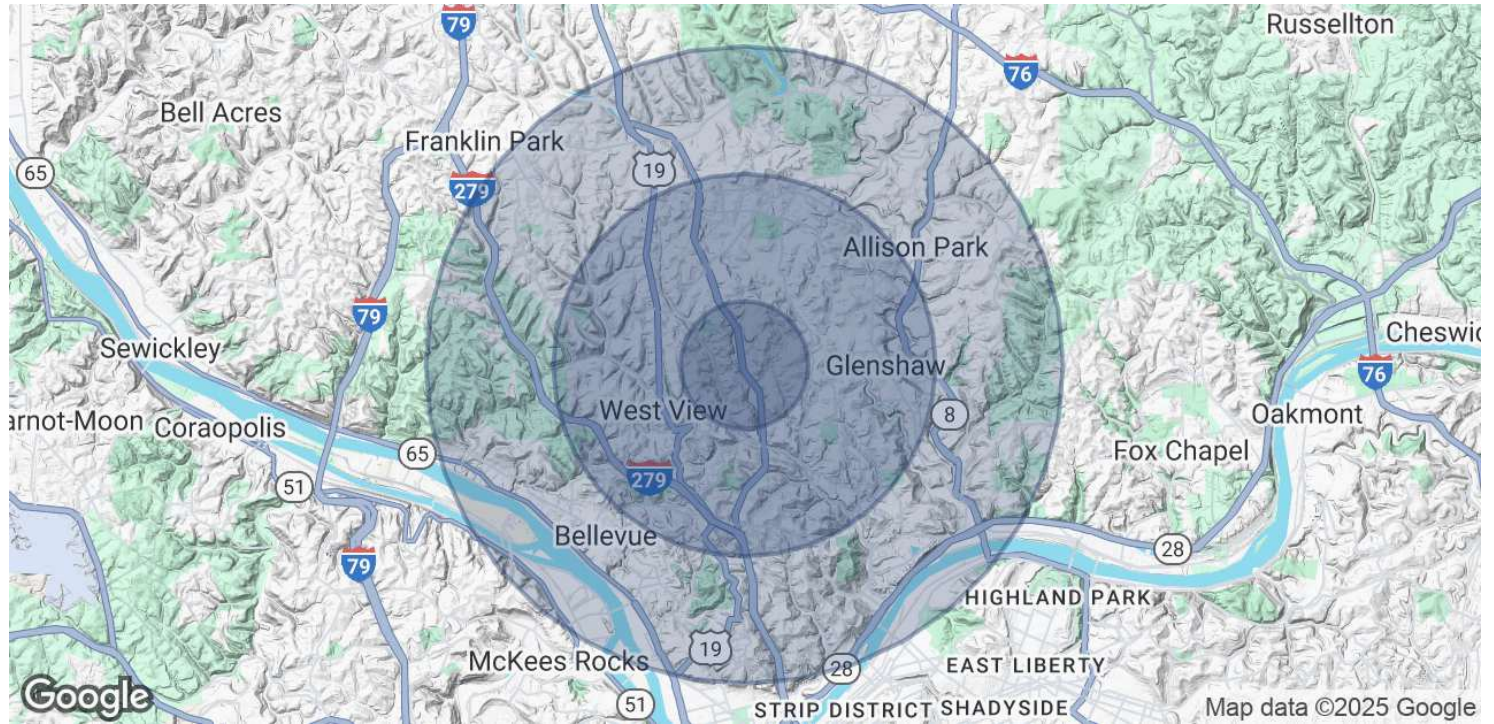 79
Russellton
76
Bell Acres
Franklin Park
65
19
279
Allison Park
79
Sewickley
Cheswic
Glenshaw
76
West View
arnot-Moon
Coraopolis
8
Oakmont
65
Fox Chapel
51
279
Bellevue
28
79
HIGHLAND PARK
19
McKees Rocks
28
EAST LIBERTY
51
STRIP DISTRICT
SHADYSIDE
Google
Map data ©2025 Google